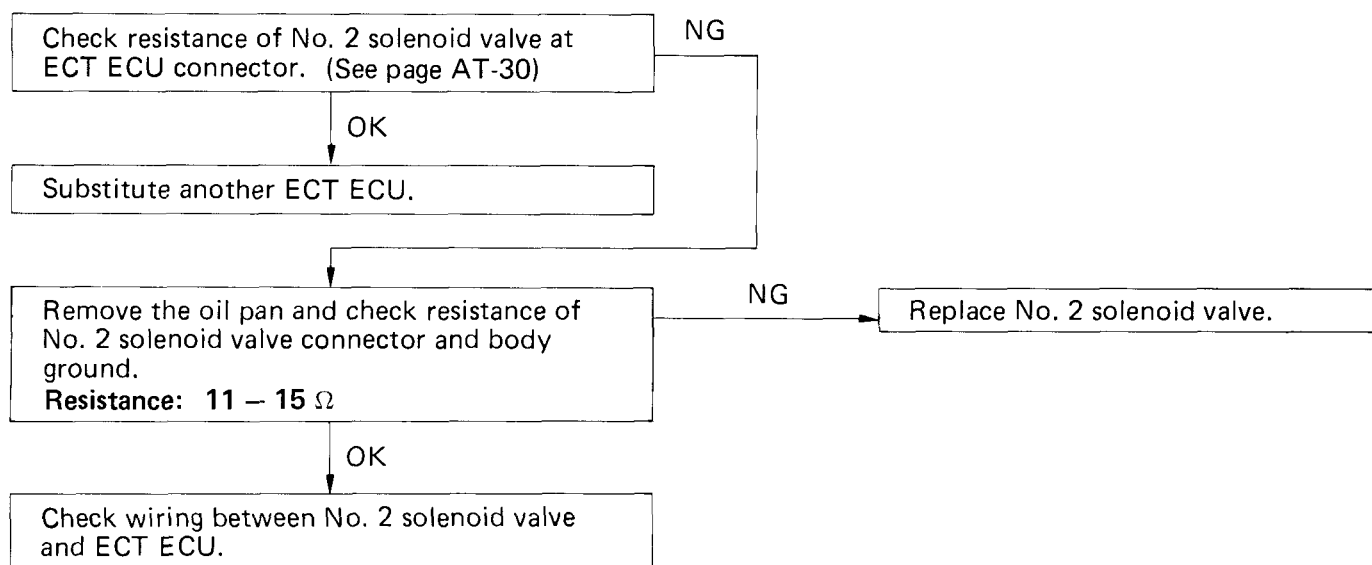 Check resistance of No. 2 solenoid valve at
ECT ECU connector. (See page AT-30)
NG
OK
Substitute another ECT ECU.
Remove the oil pan and check resistance of
No. 2 solenoid valve connector and body
ground.
Resistance: 11 – 15 Ω
NG
Replace No. 2 solenoid valve.
OK
Check wiring between No. 2 solenoid valve
and ECT ECU.